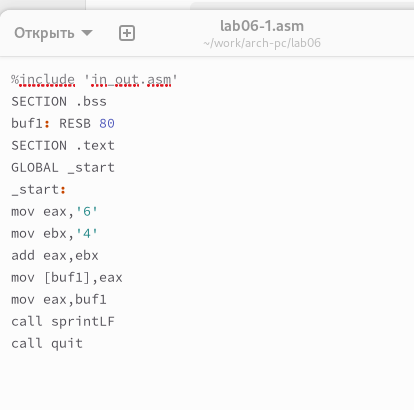 Открыть
lab06-1.asm
~/work/arch-pc/lab06
%include 'in_out.asm'
SECTION .bss
buf1: RESB 80
SECTION .text
GLOBAL _start
_start:
mov eax,'6'
mov ebx,'4'
add eax,ebx
mov [buf1],eax
mov eax,buf1
call sprintLF
call quit